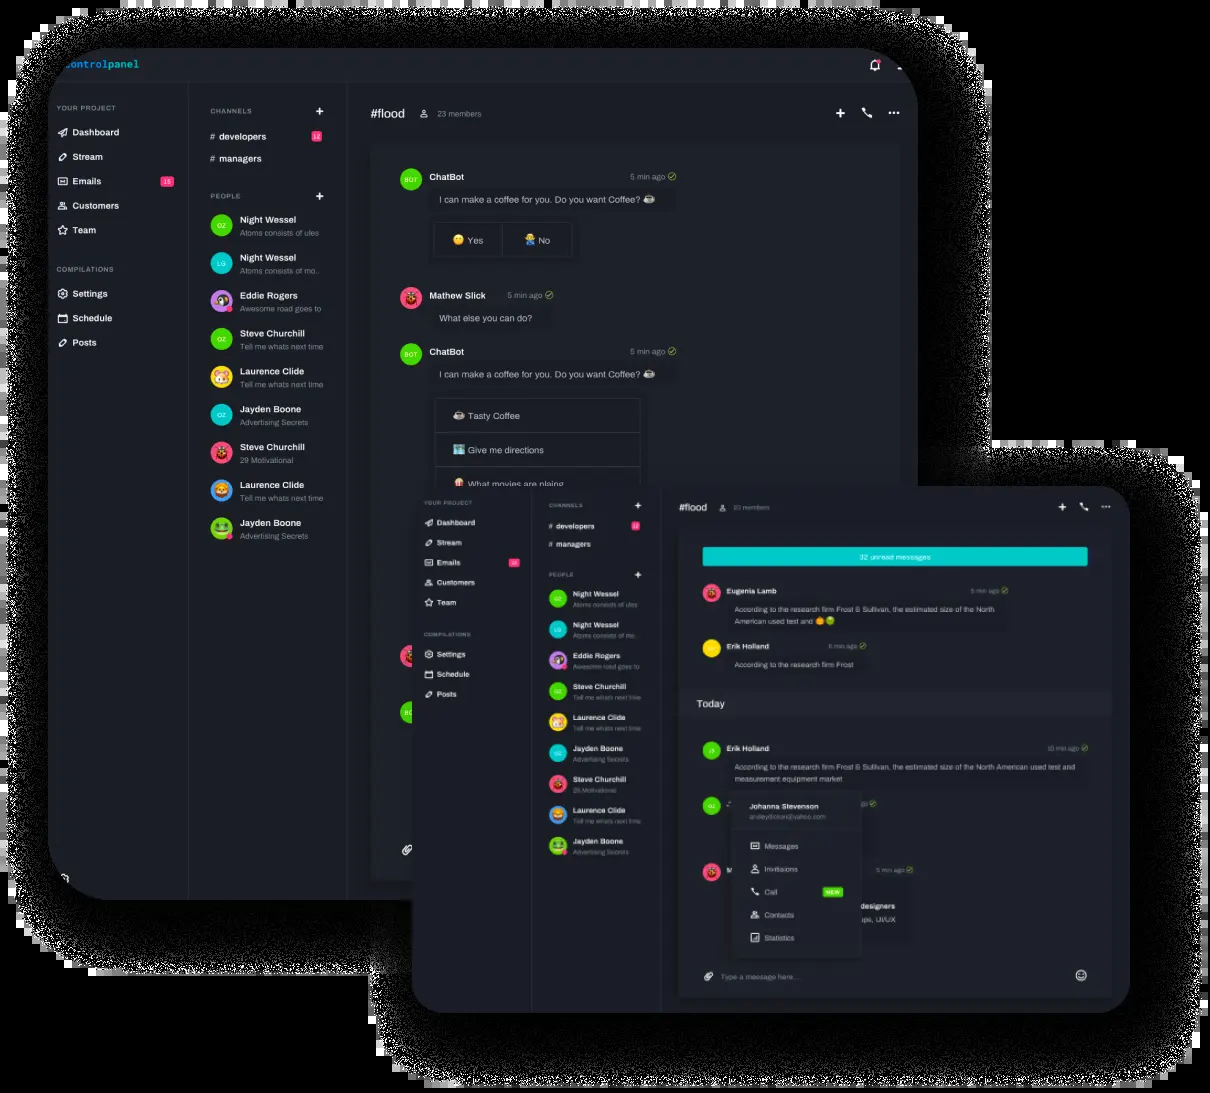 controlpanel
YOUR PROJECT
Dashboard
Stream
Emails
Customers
Team
COMPILATIONS
Settings
Schedule
Posts
CHANNELS
# developers 12
# managers
PEOPLE
OZ
Night Wessel
Atoms consists of ules
LG
Night Wessel
Atoms consists of mo..
Eddie Rogers
Awesome road goes to
OZ
Steve Churchill
Tell me whats next time
Laurence Clide
Tell me whats next time
OZ
Jayden Boone
Advertising Secrets
Steve Churchill
29 Motivational
Laurence Clide
Tell me whats next time
Jayden Boone
Advertising Secrets
#flood 23 members
BOT
ChatBot 5 min ago
I can make a coffee for you. Do you want Coffee?
Yes No
Mathew Slick 5 min ago
What else you can do?
BOT
ChatBot 5 min ago
I can make a coffee for you. Do you want Coffee?
Tasty Coffee
Give me directions
What movies are plaing
YOUR PROJECT
Dashboard
Stream
Emails
Customers
Team
COMPILATIONS
Settings
Schedule
Posts
CHANNELS
# developers 12
# managers
PEOPLE
Night Wessel
Atoms consists of ules
Night Wessel
Atoms consists of mo..
Eddie Rogers
Awesome road goes to
Steve Churchill
Tell me whats next time
Laurence Clide
Tell me whats next time
Jayden Boone
Advertising Secrets
Steve Churchill
29 Motivational
Laurence Clide
Tell me whats next time
Jayden Boone
Advertising Secrets
#flood 23 members
22 unread messages
Eugenia Lamb 5 min ago
According to the research firm Frost & Sullivan, the estimated size of the North
American used test and
Erik Holland 5 min ago
According to the research firm Frost
Today
Erik Holland 10 min ago
According to the research firm Frost & Sullivan, the estimated size of the North American used test and
measurement equipment market
Johanna Stevenson
Messages
Invitisions
Call NEW
Contacts
Statistics
5 min ago
designers
ups, UI/UX
Type a message here...